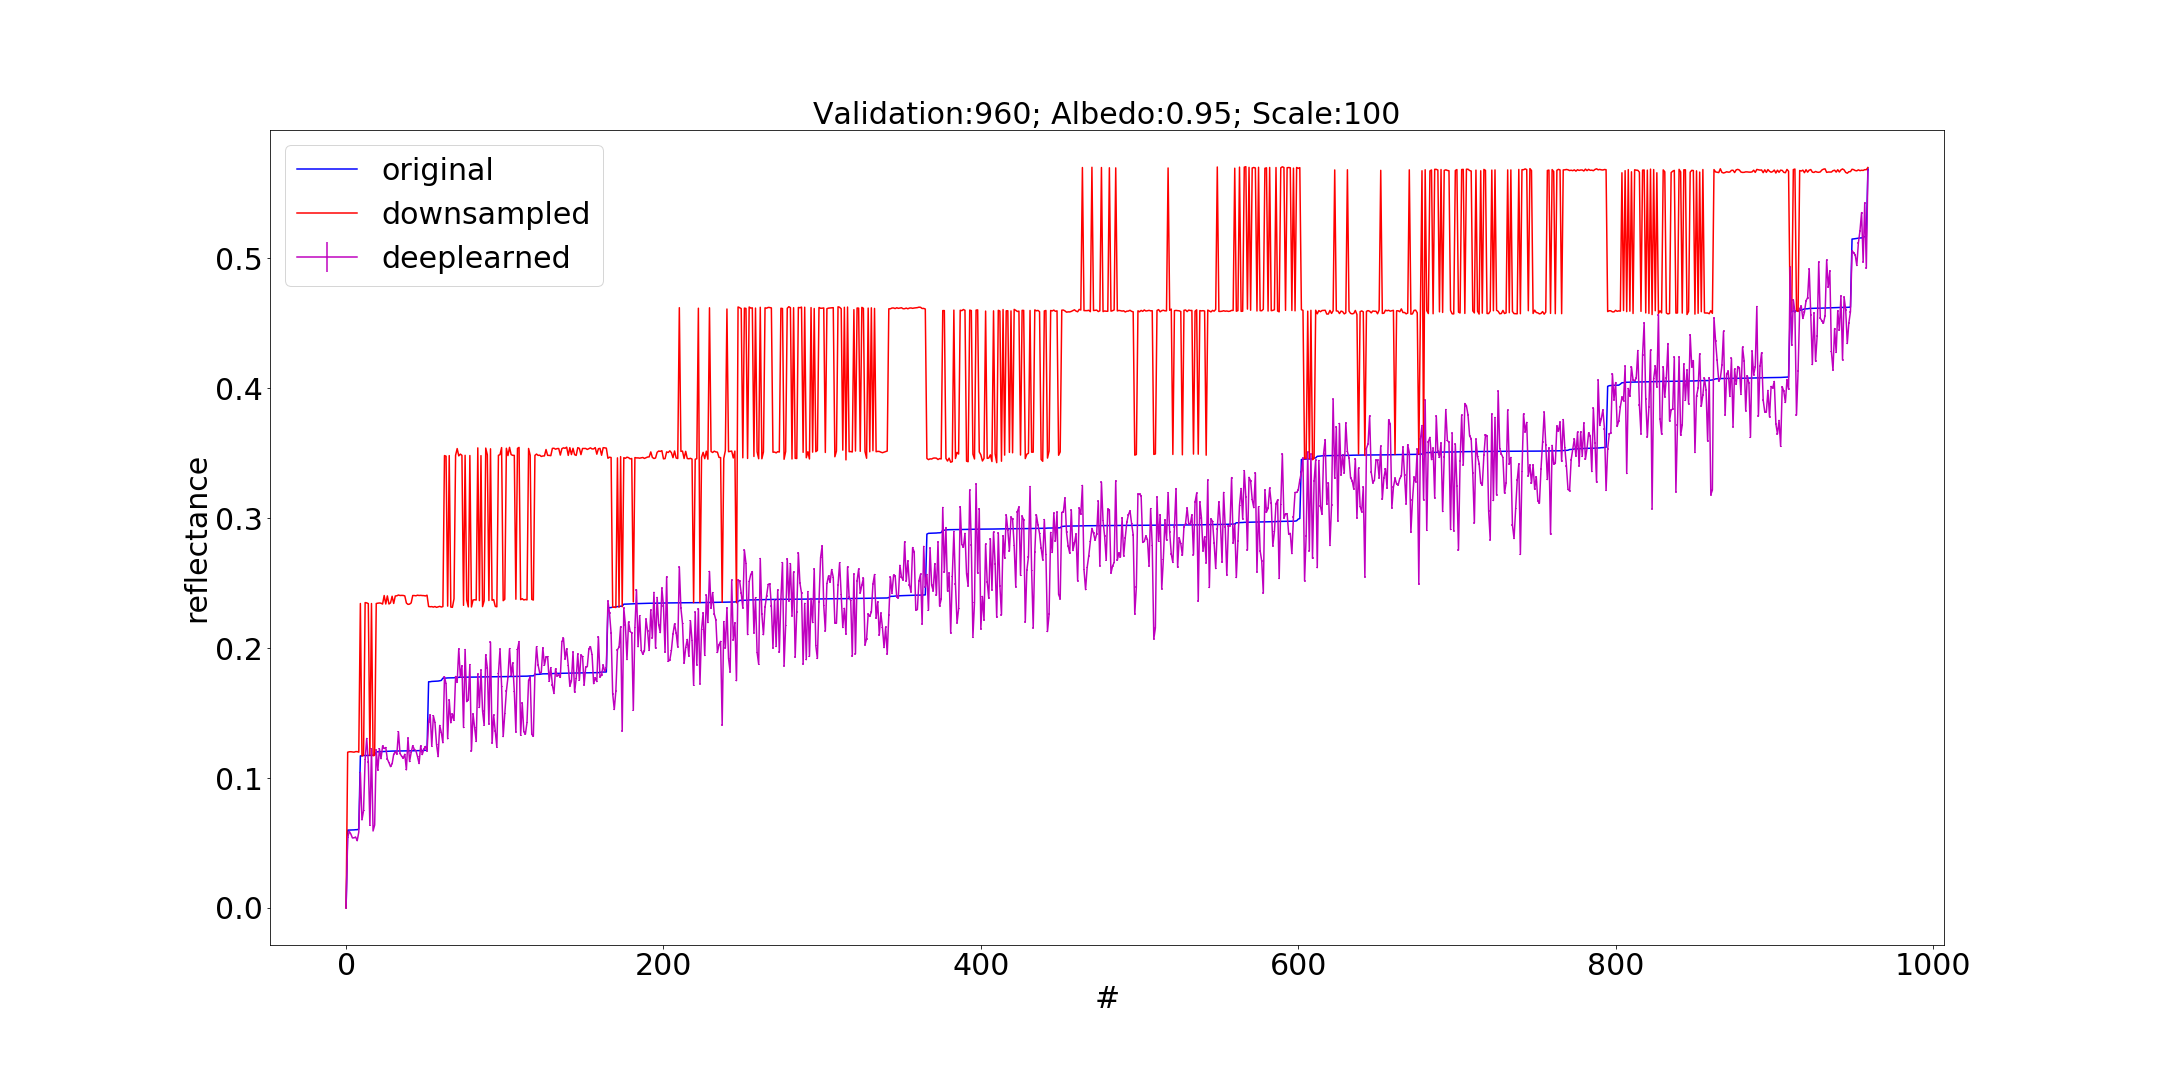 Validation:960; Albedo:0.95; Scale:100
original
downsampled
deeplearned
reflectance
0.5
0.4
0.3
0.2
0.1
0.0
0 200 400 600 800 1000
#